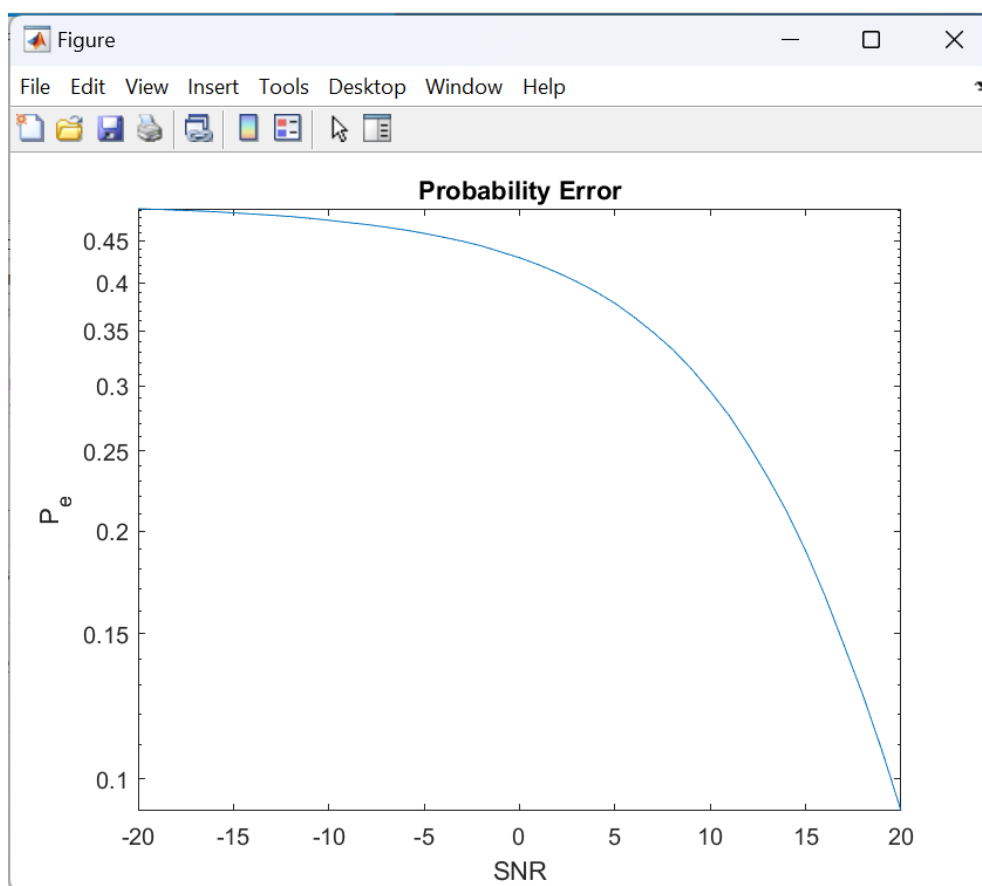 Figure
File Edit View Insert Tools Desktop Window Help
Probability Error
0.45
0.4
0.35
0.3
0.25
0.2
0.15
0.1
P_e
-20 -15 -10 -5 0 5 10 15 20
SNR